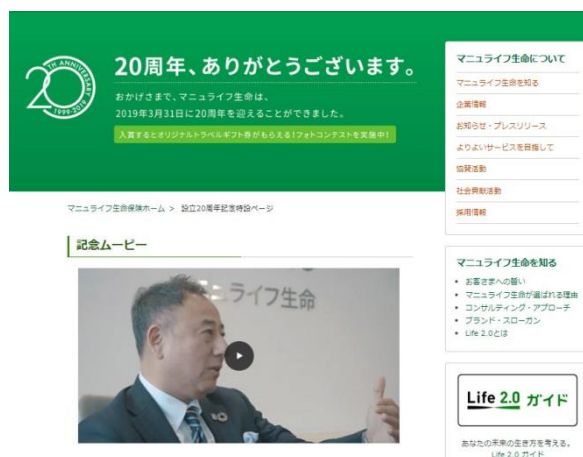 20TH ANNIVERSARY
1999-2019
20周年、ありがとうございます。
おかげさまで、マニュライフ生命は、
2019年3月31日に20周年を迎えることができました。
入賞するとオリジナルトラベルギフト券がもらえる!フォトコンテストを実施中!
マニュライフ生命保険ホーム > 設立20周年記念特設ページ
記念ムービー
ライフ生命
マニュライフ生命について
マニュライフ生命を知る
企業情報
お知らせ・プレスリリース
よりよいサービスを目指して
協賛活動
社会貢献活動
採用情報
マニュライフ生命を知る
• お客さまへの誓い
• マニュライフ生命が選ばれる理由
• コンサルティング・アプローチ
• ブランド・スローガン
• Life 2.0とは
Life 2.0 ガイド
あなたの未来の生き方を考える。
Life 2.0 ガイド